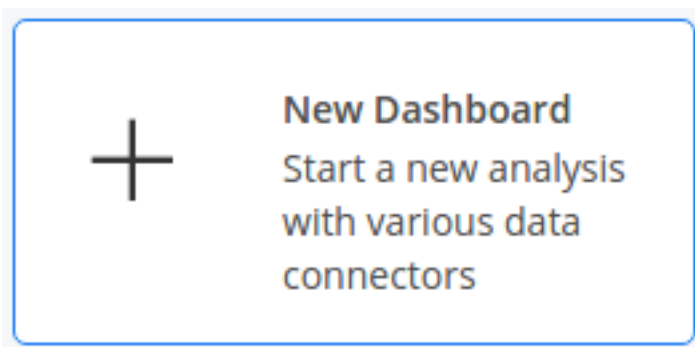 New Dashboard
Start a new analysis
with various data
connectors